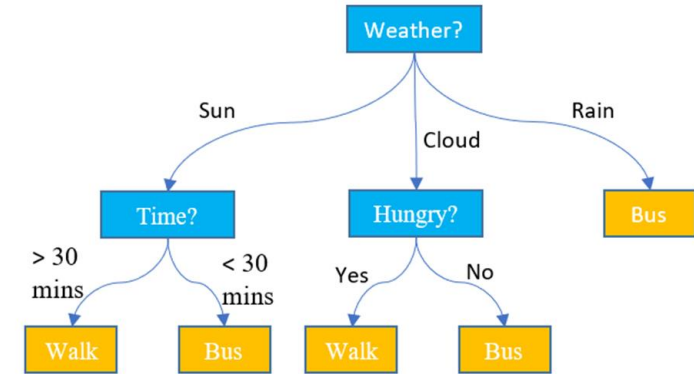 Weather?
Sun
Cloud
Rain
Time?
Hungry?
Bus
> 30
mins
< 30
mins
Yes
No
Walk
Bus
Walk
Bus